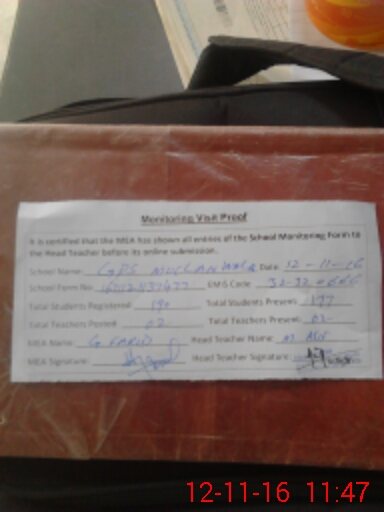 Monitoring Visit Proof
It is certified that the MEA has shown all entries of the School Monitoring Form to
the Head Teacher before its online submission.
School Name: GPS Date: 12-11-16
School Form No: EMIS Code
Total Students Registered: 190 Total Students Present:
Total Teachers Posted: 02 Total Teachers Present: 02
MEA Name: G FARID Head Teacher Name: M ASIF
MEA Signature: Head Teacher Signature:
12-11-16 11:47